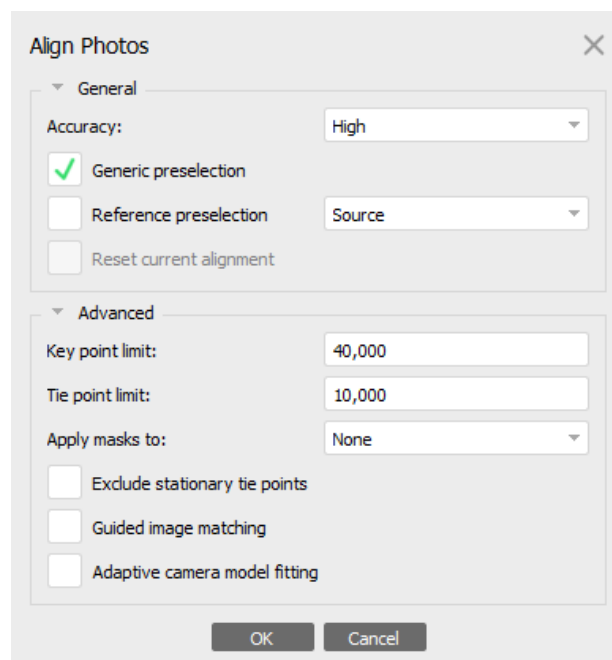 Align Photos
General
Accuracy: High
Generic preselection
Reference preselection Source
Reset current alignment
Advanced
Key point limit: 40,000
Tie point limit: 10,000
Apply masks to: None
Exclude stationary tie points
Guided image matching
Adaptive camera model fitting
OK Cancel